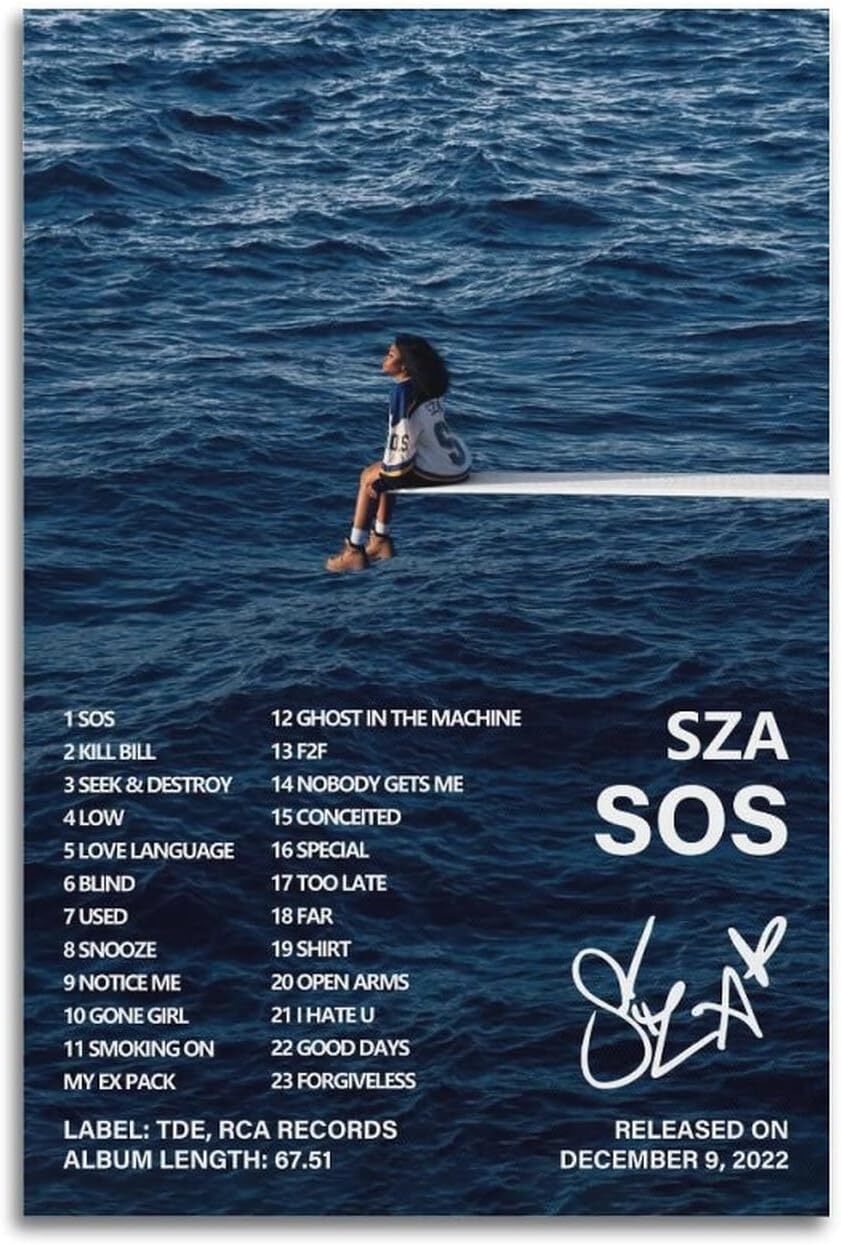 SZA
OS
S
1 SOS
2 KILL BILL
3 SEEK & DESTROY
4 LOW
5 LOVE LANGUAGE
6 BLIND
7 USED
8 SNOOZE
9 NOTICE ME
10 GONE GIRL
11 SMOKING ON
MY EX PACK
12 GHOST IN THE MACHINE
13 F2F
14 NOBODY GETS ME
15 CONCEITED
16 SPECIAL
17 TOO LATE
18 FAR
19 SHIRT
20 OPEN ARMS
21 I HATE U
22 GOOD DAYS
23 FORGIVELESS
SZA
SOS
SZA
LABEL: TDE, RCA RECORDS
ALBUM LENGTH: 67.51
RELEASED ON
DECEMBER 9, 2022